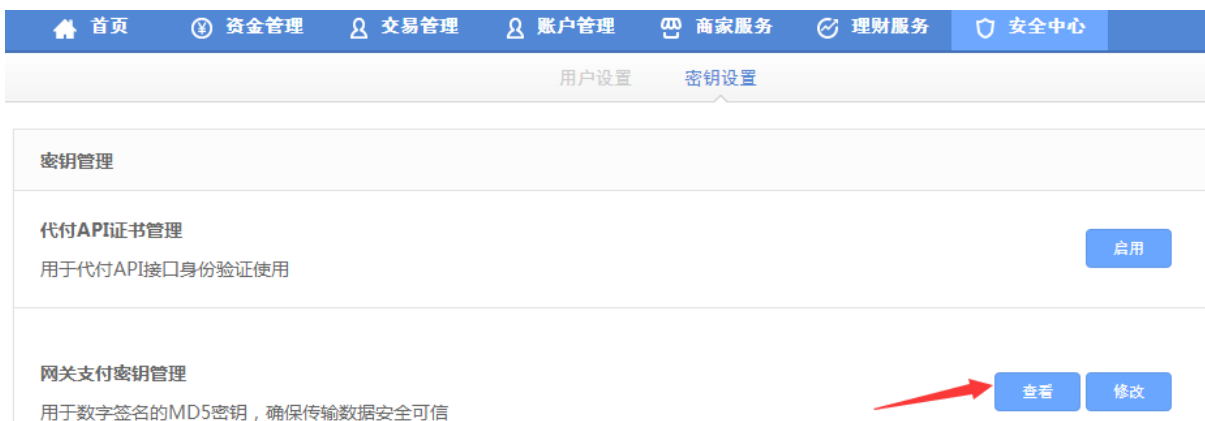 首页 资金管理 交易管理 账户管理 商家服务 理财服务 安全中心
用户设置 密钥设置
密钥管理
代付API证书管理
启用
用于代付API接口身份验证使用
网关支付密钥管理
查看 修改
用于数字签名的MD5密钥，确保传输数据安全可信